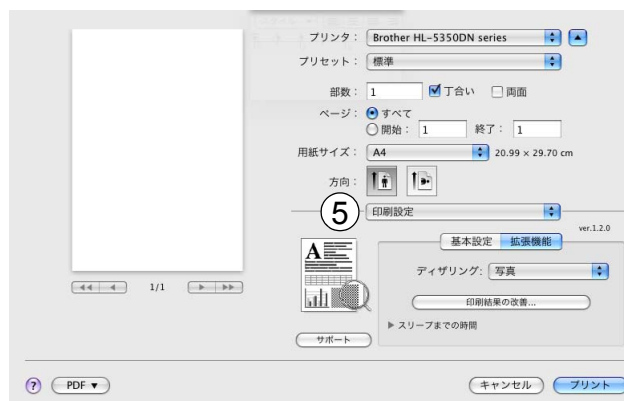 プリンタ： Brother HL-5350DN series
プリセット： 標準
部数： 1 丁合い 両面
ページ： すべて
開始： 1 終了： 1
用紙サイズ： A4 20.99 × 29.70 cm
方向：
5 印刷設定
ver.1.2.0
基本設定 拡張機能
A
ディザリング: 写真
1/1
印刷結果の改善...
スリープまでの時間
サポート
? PDF ▼ キャンセル プリント